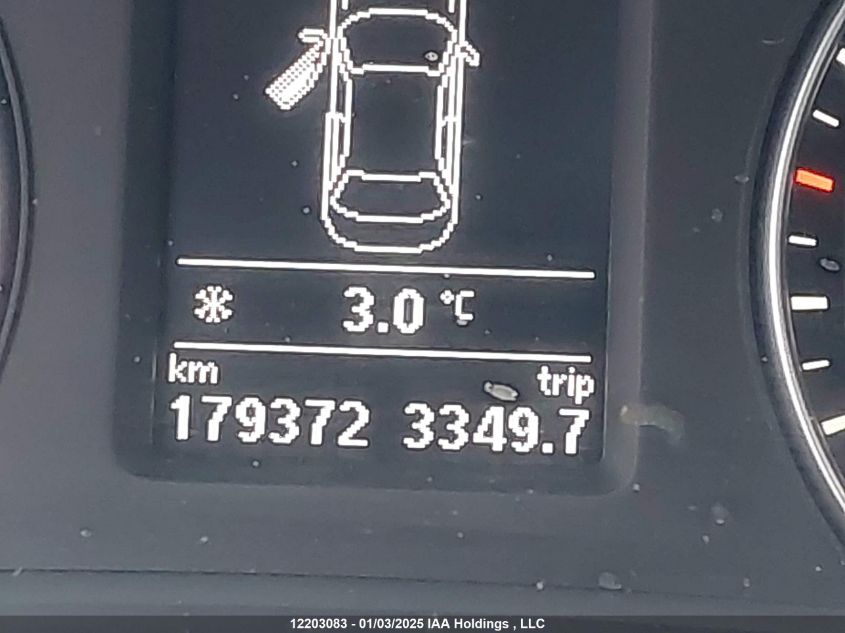 3.0 °C
km trip
179372 3349.7
12203083 - 01/03/2025 IAA Holdings , LLC